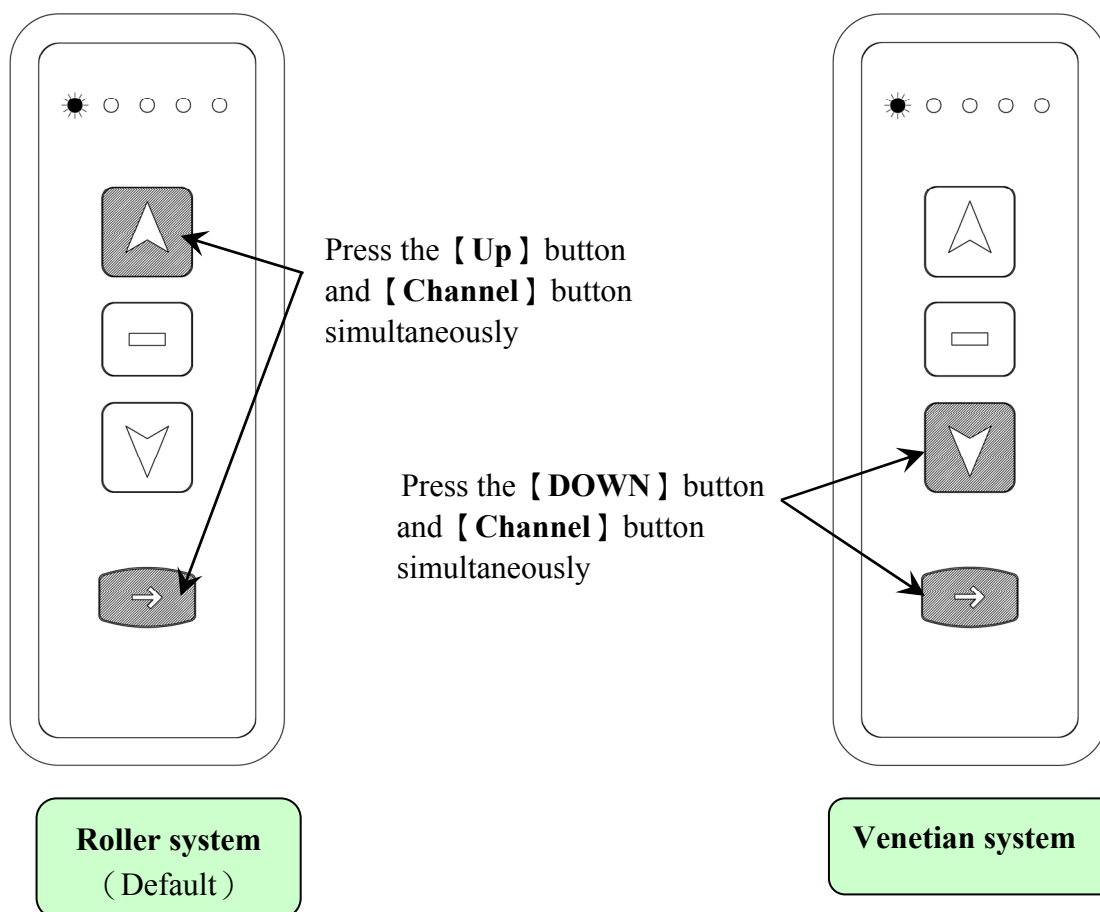 Press the【Up】button
and【Channel】button
simultaneously
Press the【DOWN】button
and【Channel】button
simultaneously
Roller system
（Default）
Venetian system